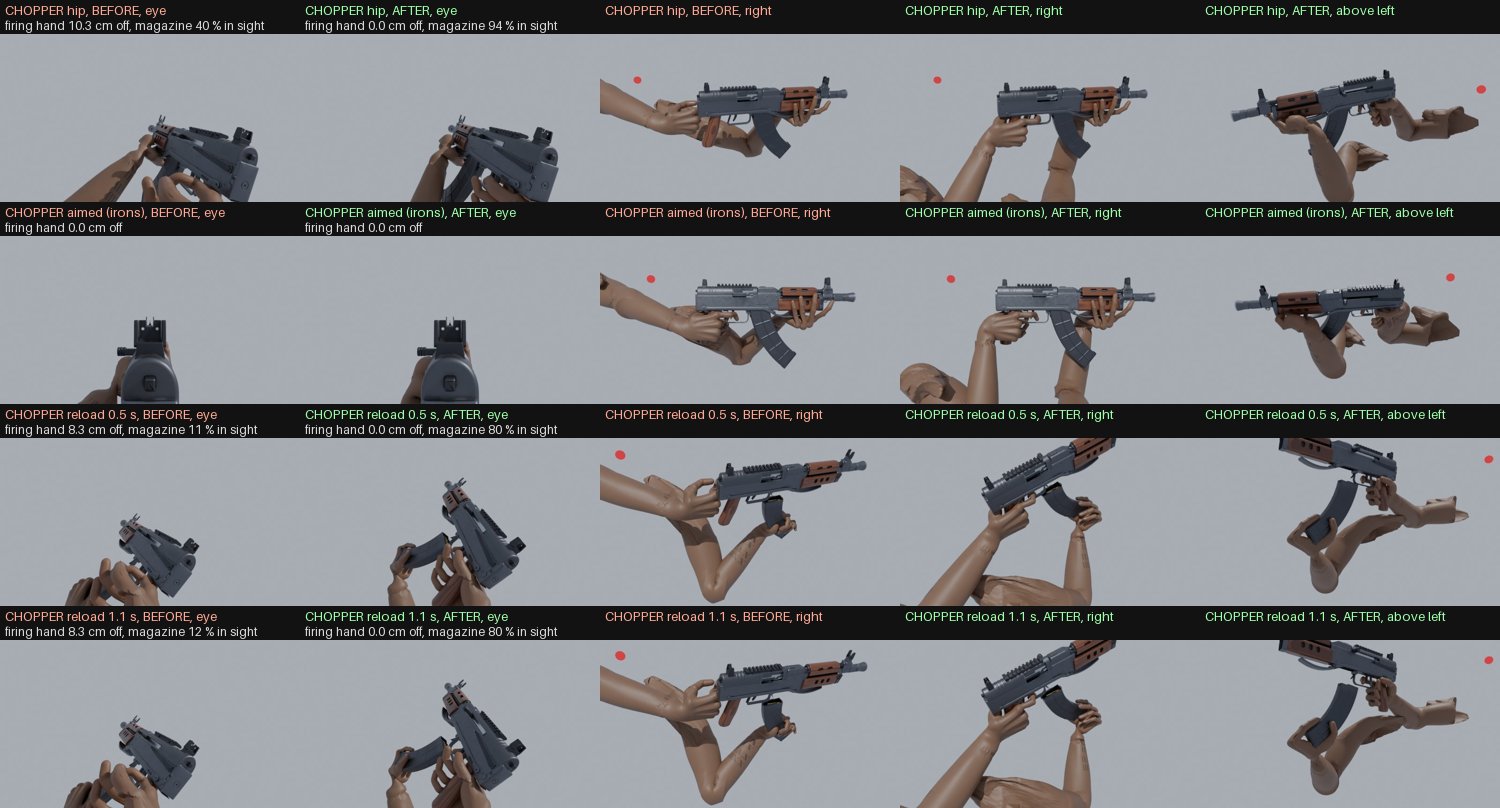 CHOPPER hip, BEFORE, eye
firing hand 10.3 cm off, magazine 40 % in sight
CHOPPER hip, AFTER, eye
firing hand 0.0 cm off, magazine 94 % in sight
CHOPPER hip, BEFORE, right
CHOPPER hip, AFTER, right
CHOPPER hip, AFTER, above left
CHOPPER aimed (irons), BEFORE, eye
firing hand 0.0 cm off
CHOPPER aimed (irons), AFTER, eye
firing hand 0.0 cm off
CHOPPER aimed (irons), BEFORE, right
CHOPPER aimed (irons), AFTER, right
CHOPPER aimed (irons), AFTER, above left
CHOPPER reload 0.5 s, BEFORE, eye
firing hand 8.3 cm off, magazine 11 % in sight
CHOPPER reload 0.5 s, AFTER, eye
firing hand 0.0 cm off, magazine 80 % in sight
CHOPPER reload 0.5 s, BEFORE, right
CHOPPER reload 0.5 s, AFTER, right
CHOPPER reload 0.5 s, AFTER, above left
CHOPPER reload 1.1 s, BEFORE, eye
firing hand 8.3 cm off, magazine 12 % in sight
CHOPPER reload 1.1 s, AFTER, eye
firing hand 0.0 cm off, magazine 80 % in sight
CHOPPER reload 1.1 s, BEFORE, right
CHOPPER reload 1.1 s, AFTER, right
CHOPPER reload 1.1 s, AFTER, above left